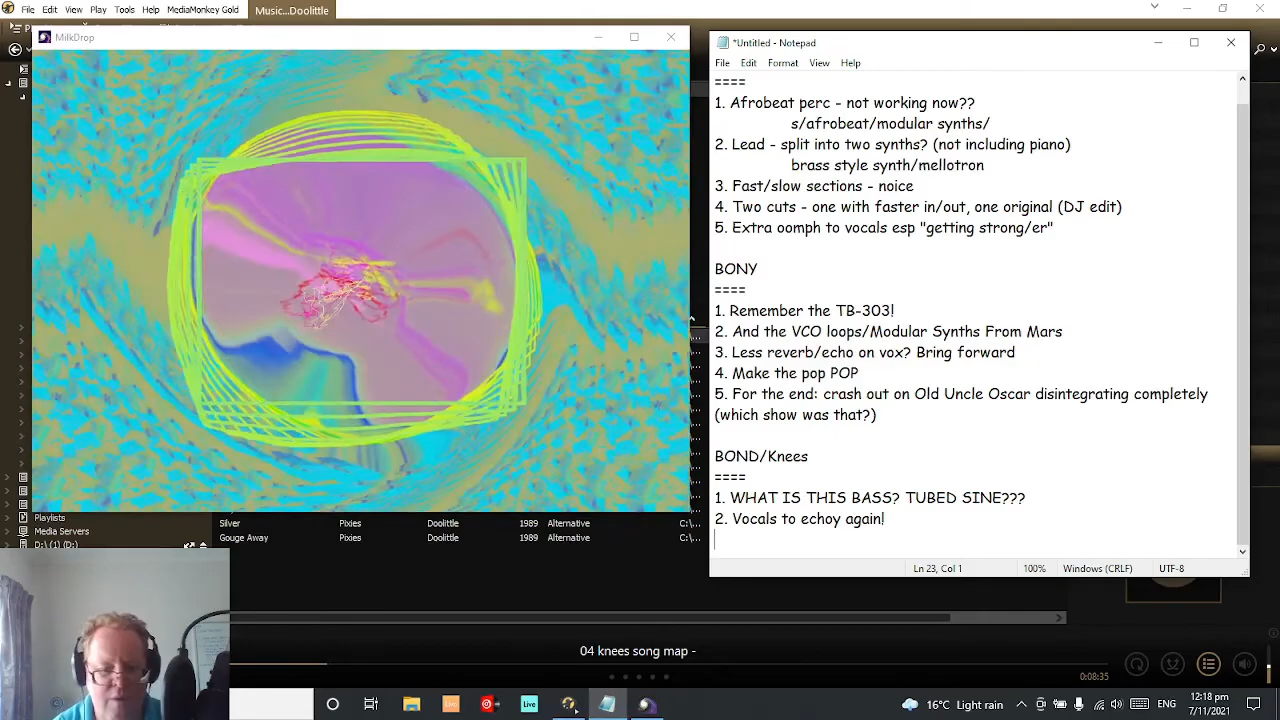 File Edit View Play Tools Help MediaMonkey Gold Music...Doolittle
MilkDrop
*Untitled - Notepad
File Edit Format View Help
====
1. Afrobeat perc - not working now??
s/afrobeat/modular synths/
2. Lead - split into two synths? (not including piano)
brass style synth/mellotron
3. Fast/slow sections - noice
4. Two cuts - one with faster in/out, one original (DJ edit)
5. Extra oomph to vocals esp "getting strong/er"
BONY
====
1. Remember the TB-303!
2. And the VCO loops/Modular Synths From Mars
3. Less reverb/echo on vox? Bring forward
4. Make the pop POP
5. For the end: crash out on Old Uncle Oscar disintegrating completely
(which show was that?)
BOND/Knees
====
1. WHAT IS THIS BASS? TUBED SINE???
2. Vocals to echoy again!
Ln 23, Col 1 100% Windows (CRLF) UTF-8
Playlists
Media Servers
D:\ (1) (D:)
Silver Pixies Doolittle 1989 Alternative C:\...
Gouge Away Pixies Doolittle 1989 Alternative C:\...
04 knees song map -
0:08:35
Live Live
16°C Light rain ENG
12:18 pm
7/11/2021